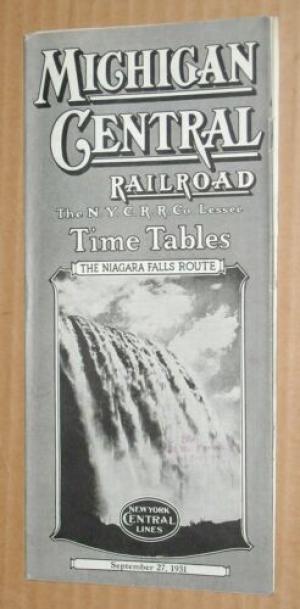 MICHIGAN
CENTRAL
RAILROAD
The N.Y.C.R.R Co. Lessee
Time Tables
THE NIAGARA FALLS ROUTE
NEW YORK
CENTRAL
LINES
September 27, 1931